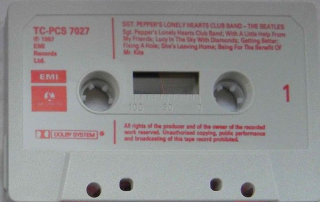 TC-PCS 7027
℗ 1967
EMI
Records
Ltd.
SGT. PEPPER'S LONELY HEARTS CLUB BAND — THE BEATLES
Sgt. Pepper's Lonely Hearts Club Band; With A Little Help From
My Friends; Lucy In The Sky With Diamonds; Getting Better;
Fixing A Hole; She's Leaving Home; Being For The Benefit Of
Mr. Kite
EMI
1
DOLBY SYSTEM
All rights of the producer and of the owner of the recorded
work reserved. Unauthorised copying, public performance
and broadcasting of this tape record prohibited.